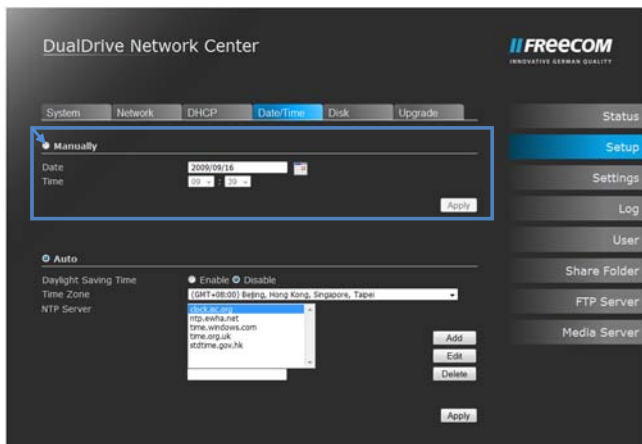 DualDrive Network Center
FREECOM
INNOVATIVE GERMAN QUALITY
System Network DHCP Date/Time Disk Upgrade
Status
Setup
Settings
Log
User
Share Folder
FTP Server
Media Server
Manually
Date 2009/09/16
Time 09 : 39
Apply
Auto
Daylight Saving Time Enable Disable
Time Zone (GMT+08:00) Beijing, Hong Kong, Singapore, Taipei
NTP Server clock.isc.org
ntp.ewha.net
time.windows.com
time.org.uk
stdtime.gov.hk
Add
Edit
Delete
Apply